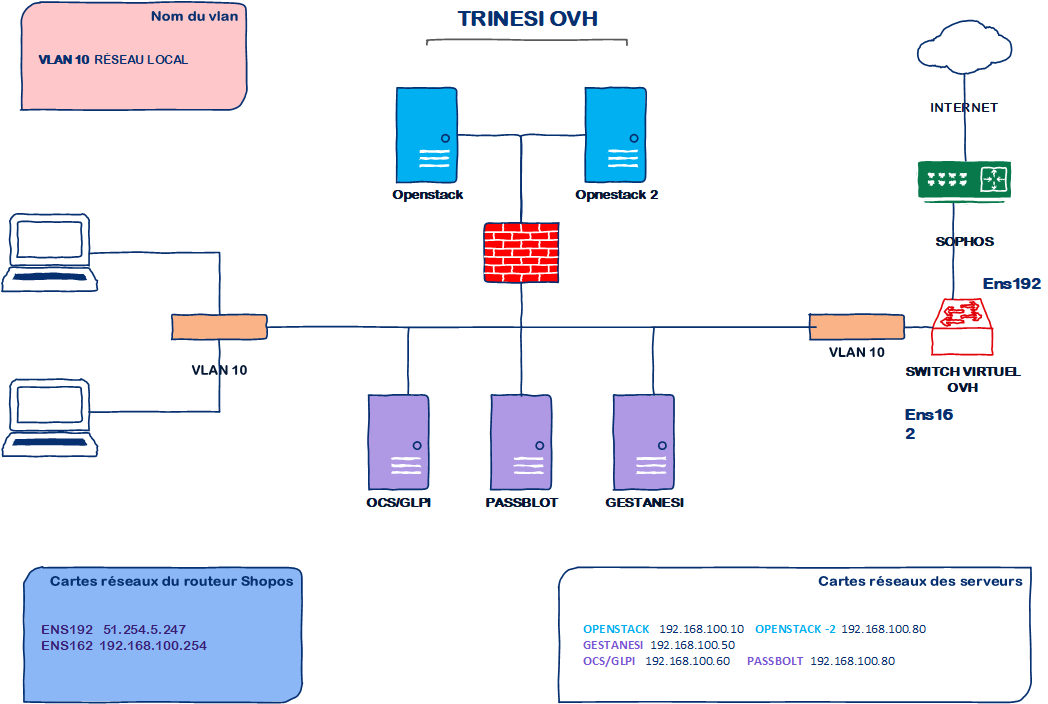 TRINESI OVH
Nom du vlan
VLAN 10 RÉSEAU LOCAL
INTERNET
Openstack
Opnestack 2
SOPHOS
Ens192
VLAN 10
VLAN 10
SWITCH VIRTUEL
OVH
Ens16
2
OCS/GLPI
PASSBLOT
GESTANESI
Cartes réseaux du routeur Shopos
ENS192 51.254.5.247
ENS162 192.168.100.254
Cartes réseaux des serveurs
OPENSTACK 192.168.100.10 OPENSTACK -2 192.168.100.80
GESTANESI 192.168.100.50
OCS/GLPI 192.168.100.60 PASSBOLT 192.168.100.80